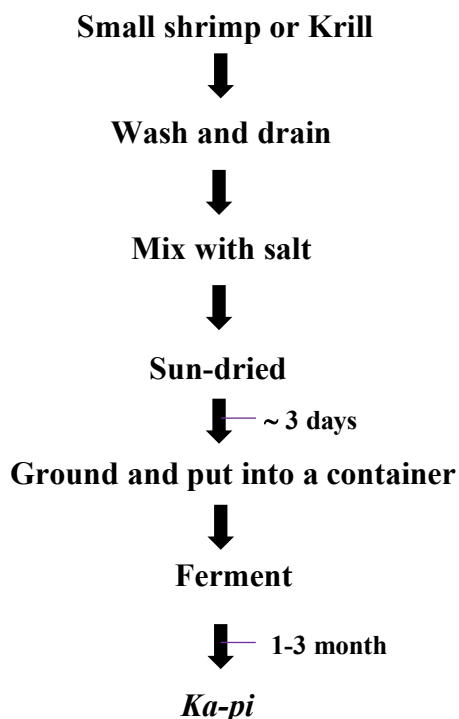 Small shrimp or Krill
Wash and drain
Mix with salt
Sun-dried
~ 3 days
Ground and put into a container
Ferment
1-3 month
Ka-pi